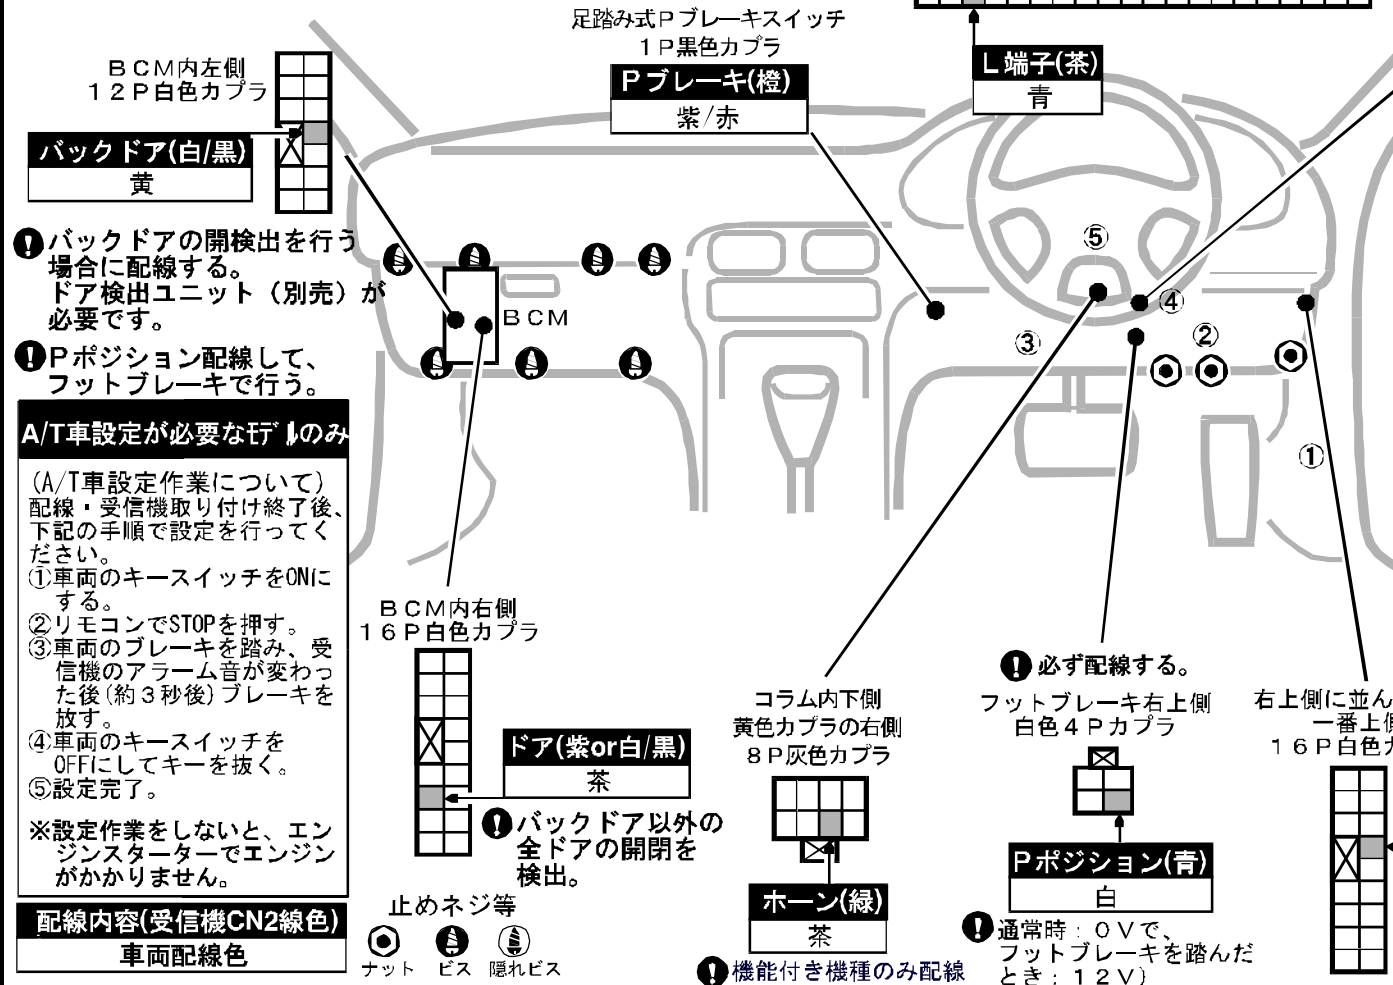 足踏み式Ｐブレーキスイッチ
１Ｐ黒色カプラ
Ｐブレーキ(橙)
紫/赤
Ｌ端子(茶)
青
ＢＣＭ内左側
１２Ｐ白色カプラ
バックドア(白/黒)
黄
バックドアの開検出を行う
場合に配線する。
ドア検出ユニット（別売）が
必要です。
Ｐポジション配線して、
フットブレーキで行う。
A/T車設定が必要なﾓﾃﾞﾙのみ
(A/T車設定作業について)
配線・受信機取り付け終了後、
下記の手順で設定を行ってく
ださい。
①車両のキースイッチをONに
する。
②リモコンでSTOPを押す。
③車両のブレーキを踏み、受
信機のアラーム音が変わっ
た後(約３秒後)ブレーキを
放す。
④車両のキースイッチを
OFFにしてキーを抜く。
⑤設定完了。
※設定作業をしないと、エン
ジンスターターでエンジン
がかかりません。
配線内容(受信機CN2線色)
車両配線色
ＢＣＭ
⑤
④
③
②
①
ＢＣＭ内右側
１６Ｐ白色カプラ
ドア(紫or白/黒)
茶
バックドア以外の
全ドアの開閉を
検出。
止めネジ等
ナット
ビス
隠れビス
コラム内下側
黄色カプラの右側
８Ｐ灰色カプラ
ホーン(緑)
茶
機能付き機種のみ配線
必ず配線する。
フットブレーキ右上側
白色４Ｐカプラ
Ｐポジション(青)
白
通常時：０Ｖで、
フットブレーキを踏んだ
とき：１２Ｖ)
右上側に並ん
一番上側
１６Ｐ白色カ